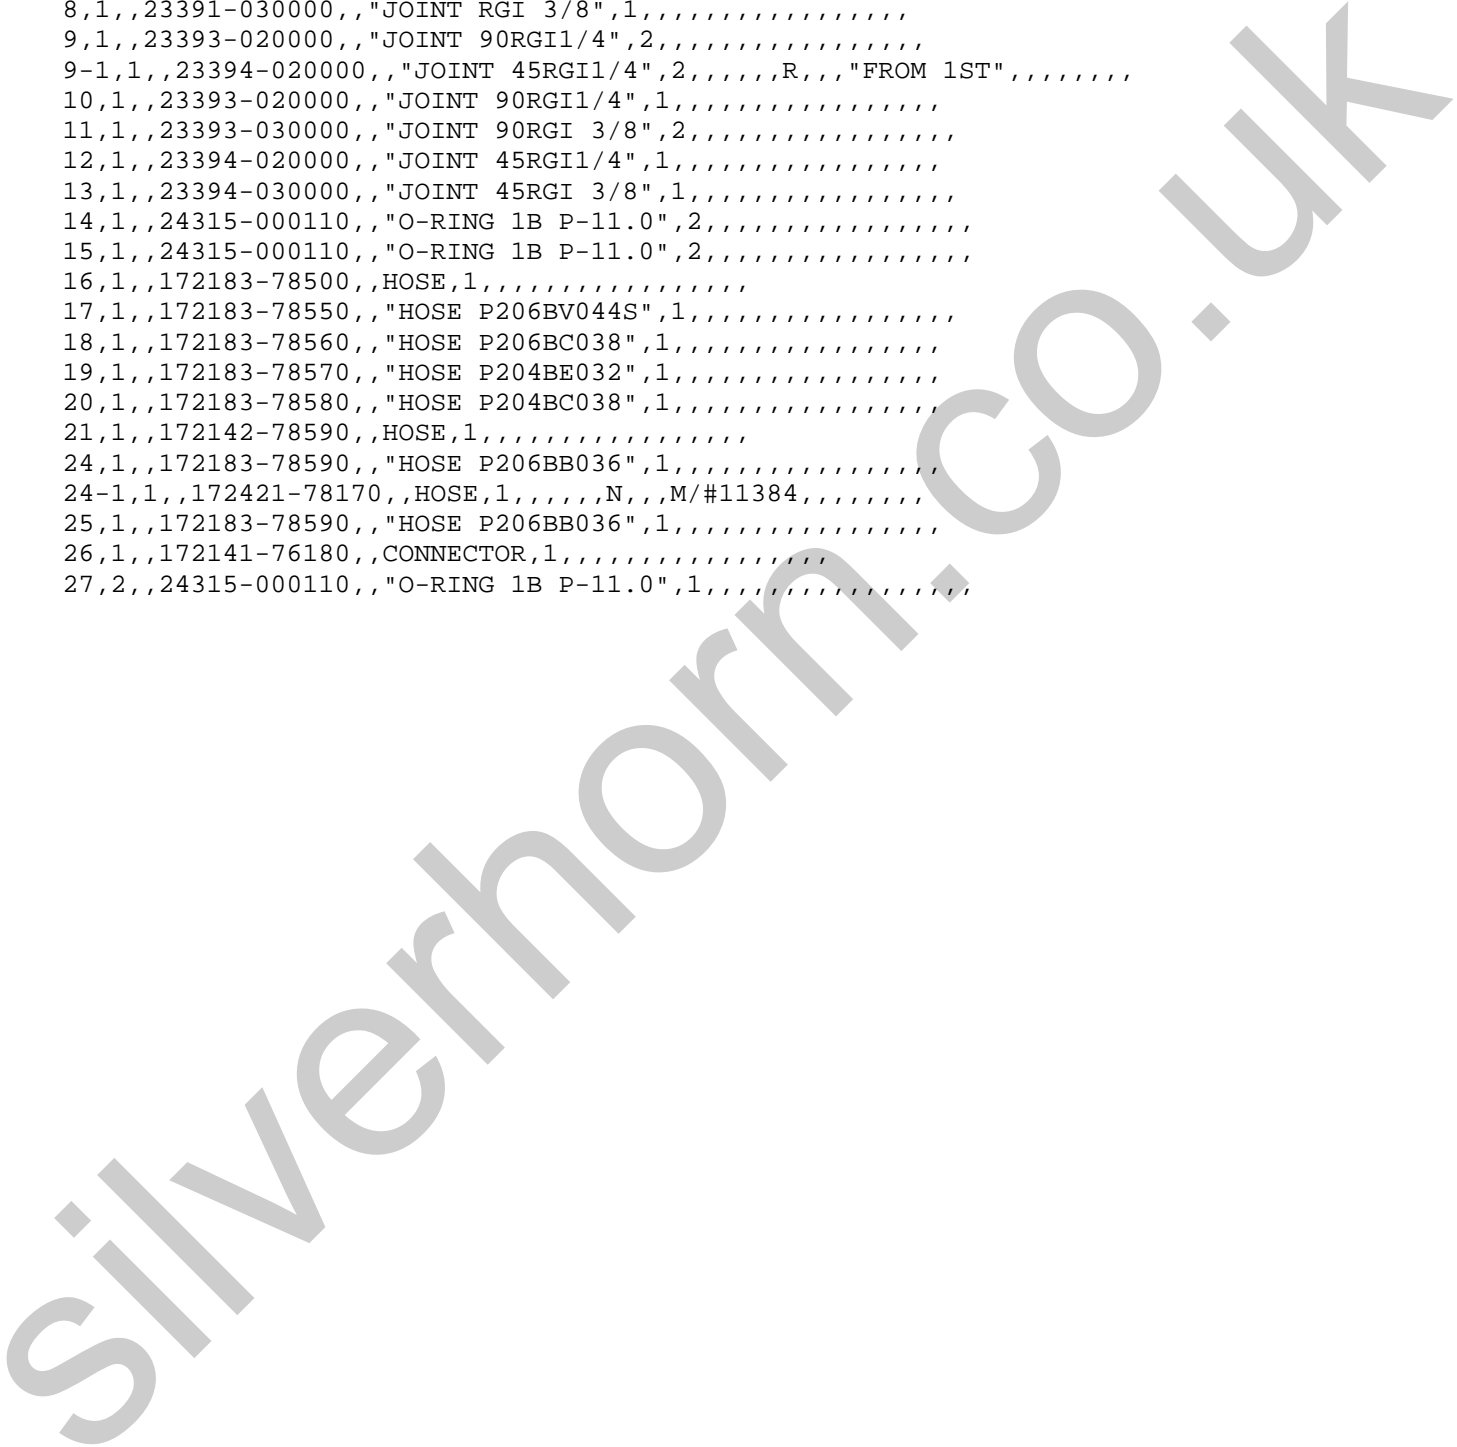 8,1,,23391-030000,,"JOINT RGI 3/8",1,,,,,,,,,,,,,,,,,
9,1,,23393-020000,,"JOINT 90RGI1/4",2,,,,,,,,,,,,,,,,,
9-1,1,,23394-020000,,"JOINT 45RGI1/4",2,,,,,,R,,,"FROM 1ST",,,,,,,,
10,1,,23393-020000,,"JOINT 90RGI1/4",1,,,,,,,,,,,,,,,,,
11,1,,23393-030000,,"JOINT 90RGI 3/8",2,,,,,,,,,,,,,,,,,
12,1,,23394-020000,,"JOINT 45RGI1/4",1,,,,,,,,,,,,,,,,,
13,1,,23394-030000,,"JOINT 45RGI 3/8",1,,,,,,,,,,,,,,,,,
14,1,,24315-000110,,"O-RING 1B P-11.0",2,,,,,,,,,,,,,,,,,
15,1,,24315-000110,,"O-RING 1B P-11.0",2,,,,,,,,,,,,,,,,,
16,1,,172183-78500,,HOSE,1,,,,,,,,,,,,,,,,,
17,1,,172183-78550,,"HOSE P206BV044S",1,,,,,,,,,,,,,,,,,
18,1,,172183-78560,,"HOSE P206BC038",1,,,,,,,,,,,,,,,,,
19,1,,172183-78570,,"HOSE P204BE032",1,,,,,,,,,,,,,,,,,
20,1,,172183-78580,,"HOSE P204BC038",1,,,,,,,,,,,,,,,,,
21,1,,172142-78590,,HOSE,1,,,,,,,,,,,,,,,,,
24,1,,172183-78590,,"HOSE P206BB036",1,,,,,,,,,,,,,,,,,
24-1,1,,172421-78170,,HOSE,1,,,,,,N,,,M/#11384,,,,,,,,
25,1,,172183-78590,,"HOSE P206BB036",1,,,,,,,,,,,,,,,,,
26,1,,172141-76180,,CONNECTOR,1,,,,,,,,,,,,,,,,,
27,2,,24315-000110,,"O-RING 1B P-11.0",1,,,,,,,,,,,,,,,,,
silverhorn.co.uk